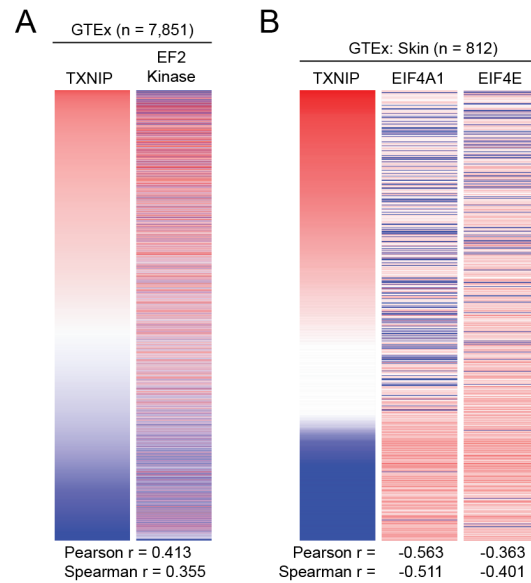 A
GTEx (n = 7,851)
TXNIP
EF2
Kinase
Pearson r = 0.413
Spearman r = 0.355
B
GTEx: Skin (n = 812)
TXNIP EIF4A1 EIF4E
Pearson r = -0.563 -0.363
Spearman r = -0.511 -0.401